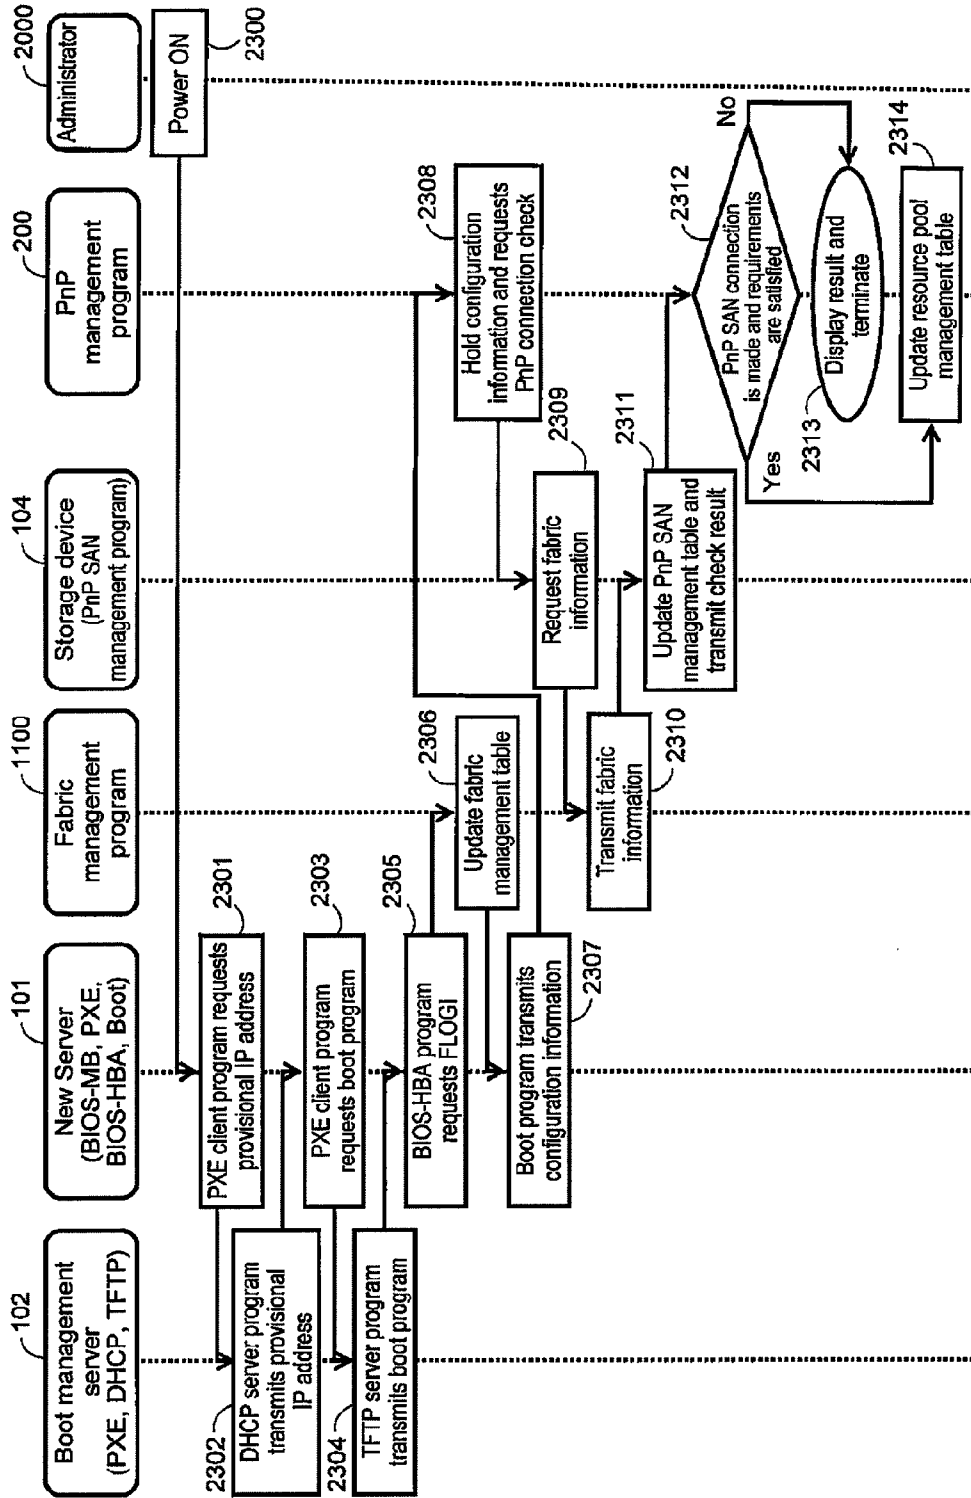 102
Boot management
server
(PXE, DHCP, TFTP)
101
New Server
(BIOS-MB, PXE,
BIOS-HBA, Boot)
1100
Fabric
management
program
104
Storage device
(PnP SAN
management program)
200
PnP
management
program
2000
Administrator
Power ON
2300
PXE client program requests
provisional IP address
2301
2302
DHCP server program
transmits provisional
IP address
PXE client program
requests boot program
2303
2304
TFTP server program
transmits boot program
BIOS-HBA program
requests FLOGI
2305
Update fabric
management table
2306
Boot program transmits
configuration information
2307
Hold configuration
information and requests
PnP connection check
2308
Request fabric
information
2309
Transmit fabric
information
2310
Update PnP SAN
management table and
transmit check result
2311
PnP SAN connection
is made and requirements
are satisfied
2312
Yes
No
2313
Display result and
terminate
Update resource pool
management table
2314